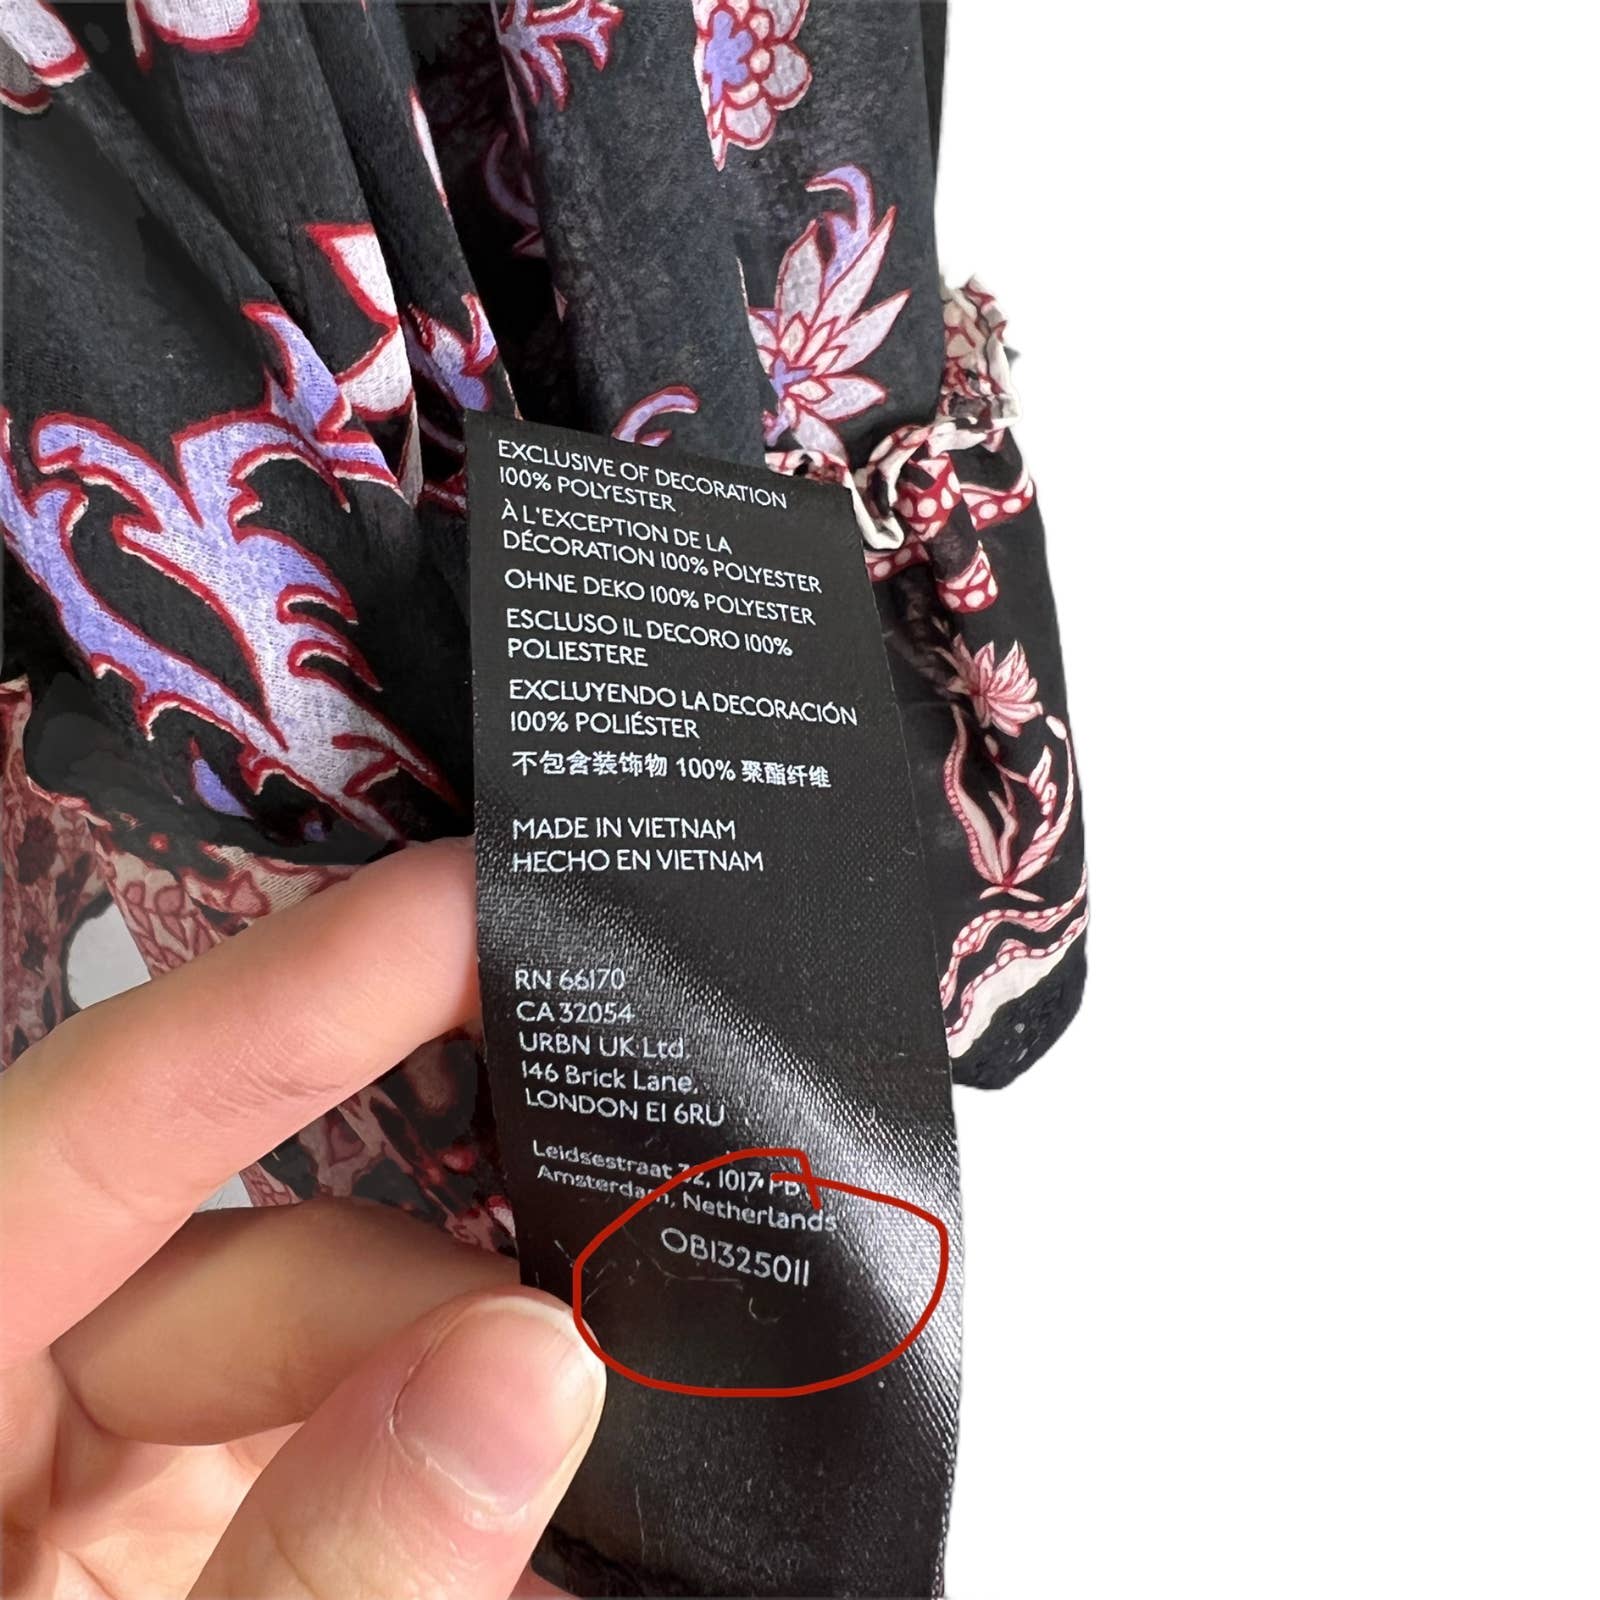 EXCLUSIVE OF DECORATION
100% POLYESTER
À L'EXCEPTION DE LA
DÉCORATION 100% POLYESTER
OHNE DEKO 100% POLYESTER
ESCLUSO IL DECORO 100%
POLIESTERE
EXCLUYENDO LA DECORACIÓN
100% POLIÉSTER
不包含装饰物 100% 聚酯纤维
MADE IN VIETNAM
HECHO EN VIETNAM
RN 66170
CA 32054
URBN UK Ltd.
146 Brick Lane,
LONDON E1 6RU
Leidsestraat 32, 1017 PB
Amsterdam, Netherlands
OB1325011